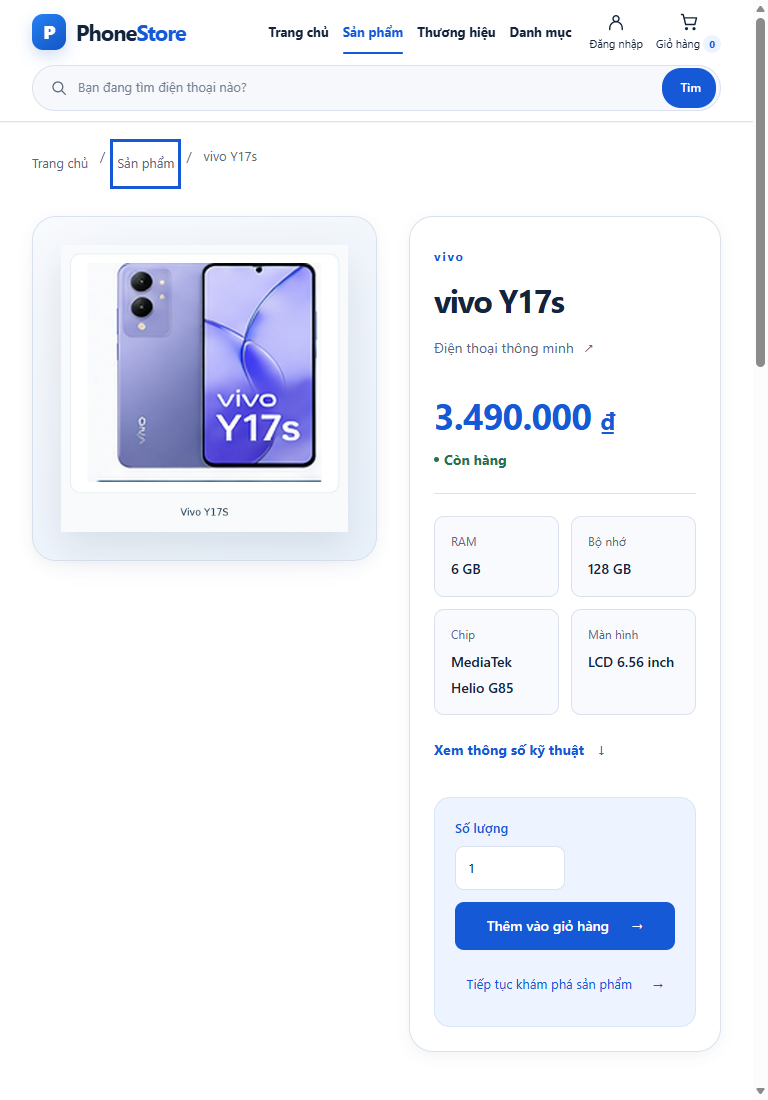 P PhoneStore
Trang chủ Sản phẩm Thương hiệu Danh mục
Đăng nhập
Giỏ hàng 0
Bạn đang tìm điện thoại nào?
Tìm
Trang chủ / Sản phẩm / vivo Y17s
vivo
vivo
Y17s
Vivo Y17S
vivo
vivo Y17s
Điện thoại thông minh ↗
3.490.000 ₫
• Còn hàng
RAM
6 GB
Bộ nhớ
128 GB
Chip
MediaTek
Helio G85
Màn hình
LCD 6.56 inch
Xem thông số kỹ thuật ↓
Số lượng
1
Thêm vào giỏ hàng →
Tiếp tục khám phá sản phẩm →